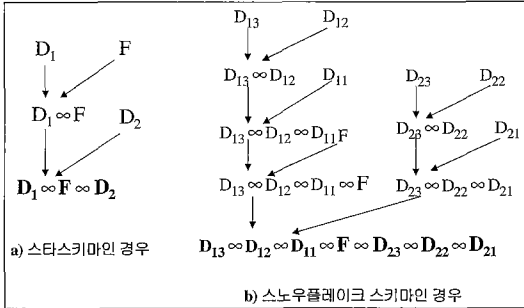 D₁ F
D₁∞F D₂
D₁∞F∞D₂
a) 스타스키마인 경우
D₁₃ D₁₂
D₁₃∞D₁₂ D₁₁
D₁₃∞D₁₂∞D₁₁ F
D₁₃∞D₁₂∞D₁₁∞F
D₂₃ D₂₂
D₂₃∞D₂₂ D₂₁
D₂₃∞D₂₂∞D₂₁
D₁₃∞D₁₂∞D₁₁∞F∞D₂₃∞D₂₂∞D₂₁
b) 스노우플레이크 스키마인 경우